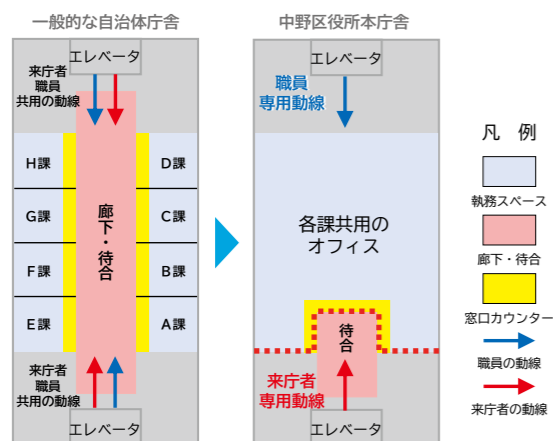 一般的な自治体庁舎
エレベータ
来庁者
職員
共用の動線
H課
D課
G課
C課
廊下・待合
F課
B課
E課
A課
来庁者
職員
共用の動線
エレベータ
中野区役所本庁舎
エレベータ
職員
専用動線
各課共用の
オフィス
待合
来庁者
専用動線
エレベータ
凡 例
執務スペース
廊下・待合
窓口カウンター
職員の動線
来庁者の動線